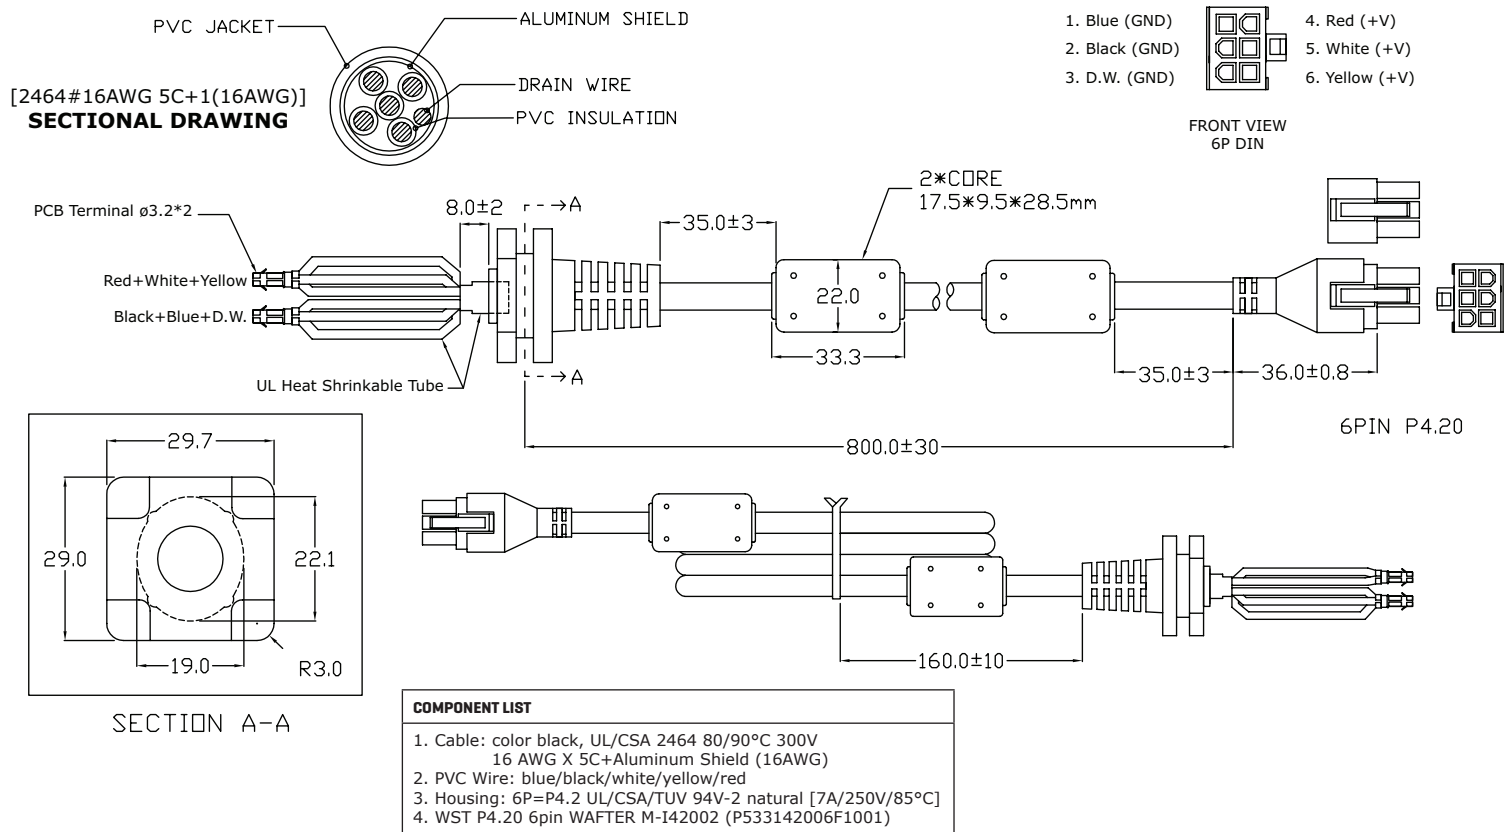 PVC JACKET
ALUMINUM SHIELD
DRAIN WIRE
PVC INSULATION
[2464#16AWG 5C+1(16AWG)]
SECTIONAL DRAWING
1. Blue (GND)
2. Black (GND)
3. D.W. (GND)
4. Red (+V)
5. White (+V)
6. Yellow (+V)
FRONT VIEW
6P DIN
PCB Terminal ø3.2*2
8.0±2
A
35.0±3
2*CORE
17.5*9.5*28.5mm
Red+White+Yellow
Black+Blue+D.W.
22.0
33.3
A
UL Heat Shrinkable Tube
35.0±3
36.0±0.8
800.0±30
6PIN P4.20
29.7
29.0
22.1
19.0
R3.0
SECTION A-A
160.0±10
COMPONENT LIST
1. Cable: color black, UL/CSA 2464 80/90°C 300V
16 AWG X 5C+Aluminum Shield (16AWG)
2. PVC Wire: blue/black/white/yellow/red
3. Housing: 6P=P4.2 UL/CSA/TUV 94V-2 natural [7A/250V/85°C]
4. WST P4.20 6pin WAFTER M-I42002 (P533142006F1001)